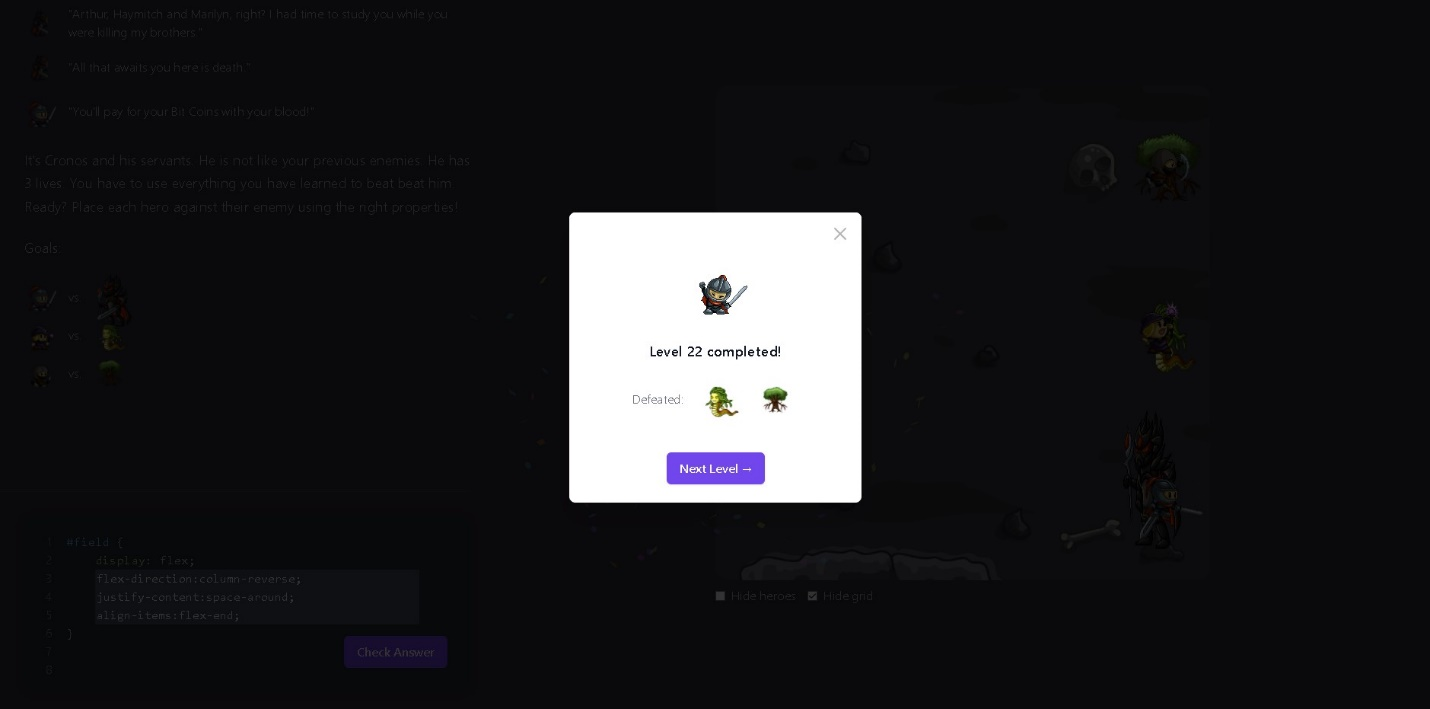 "Arthur, Haymitch and Marilyn, right? I had time to study you while you
were killing my brothers."
"All that awaits you here is death."
"You'll pay for your Bit Coins with your blood!"
It's Cronos and his servants. He is not like your previous enemies. He has
3 lives. You have to use everything you have learned to beat beat him.
Ready? Place each hero against their enemy using the right properties!
Goals:
vs
vs
vs
1 #field {
2 display: flex;
3 flex-direction:column-reverse;
4 justify-content:space-around;
5 align-items:flex-end;
6 }
7
8
Check Answer
Level 22 completed!
Defeated:
Next Level →
Hide heroes Hide grid